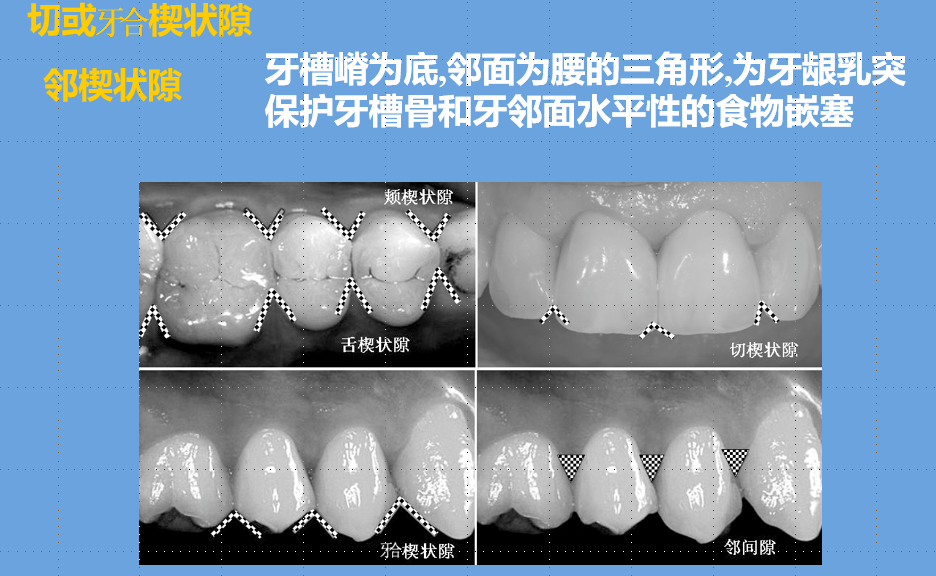 切或牙合楔状隙
邻楔状隙
牙槽嵴为底,邻面为腰的三角形,为牙龈乳突
保护牙槽骨和牙邻面水平性的食物嵌塞
颊楔状隙
舌楔状隙
切楔状隙
𬌗楔状隙
邻间隙